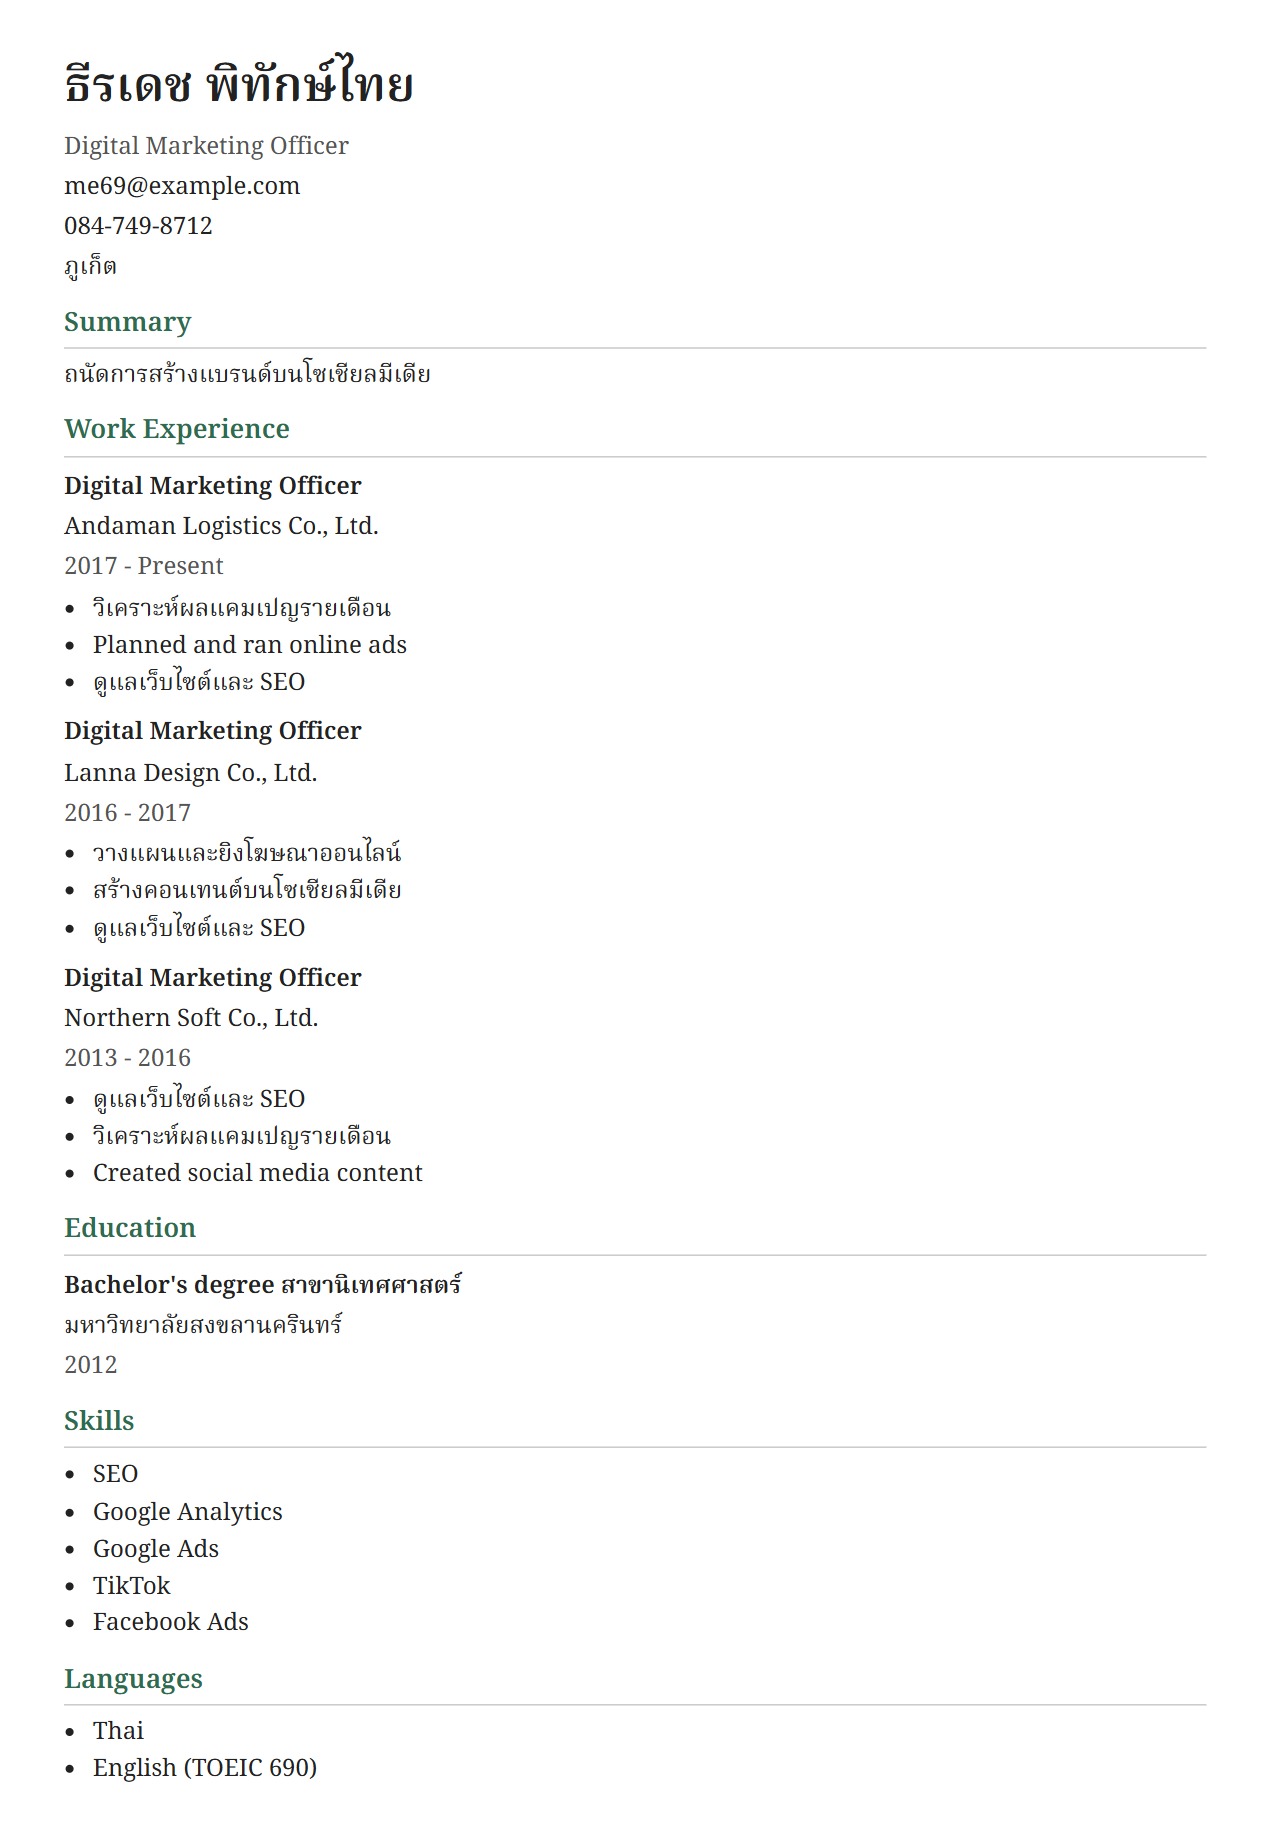 ธีรเดช พิทักษ์ไทย
Digital Marketing Officer
me69@example.com
084-749-8712
ภูเก็ต
Summary
ถนัดการสร้างแบรนด์บนโซเชียลมีเดีย
Work Experience
Digital Marketing Officer
Andaman Logistics Co., Ltd.
2017 - Present
• วิเคราะห์ผลแคมเปญรายเดือน
• Planned and ran online ads
• ดูแลเว็บไซต์และ SEO
Digital Marketing Officer
Lanna Design Co., Ltd.
2016 - 2017
• วางแผนและยิงโฆษณาออนไลน์
• สร้างคอนเทนต์บนโซเชียลมีเดีย
• ดูแลเว็บไซต์และ SEO
Digital Marketing Officer
Northern Soft Co., Ltd.
2013 - 2016
• ดูแลเว็บไซต์และ SEO
• วิเคราะห์ผลแคมเปญรายเดือน
• Created social media content
Education
Bachelor's degree สาขานิเทศศาสตร์
มหาวิทยาลัยสงขลานครินทร์
2012
Skills
• SEO
• Google Analytics
• Google Ads
• TikTok
• Facebook Ads
Languages
• Thai
• English (TOEIC 690)